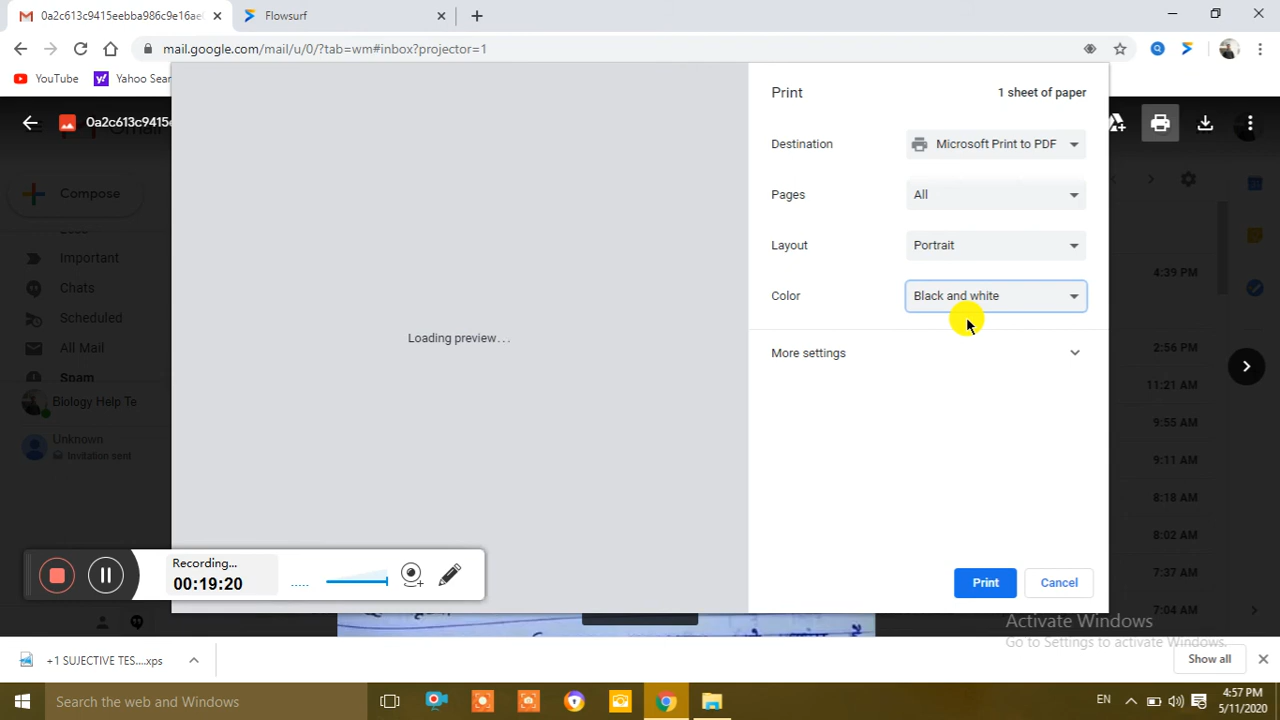 0a2c613c9415eebba986c9e16ae
Flowsurf
mail.google.com/mail/u/0/?tab=wm#inbox?projector=1
YouTube
Yahoo Sear
0a2c613c9415
Compose
Important
Chats
Scheduled
All Mail
Spam
Biology Help Te
Unknown
Invitation sent
Loading preview...
Print
1 sheet of paper
Destination
Microsoft Print to PDF
Pages
All
Layout
Portrait
Color
Black and white
More settings
Print
Cancel
4:39 PM
2:56 PM
11:21 AM
9:55 AM
9:11 AM
8:18 AM
8:02 AM
7:37 AM
7:04 AM
Recording...
00:19:20
Activate Windows
Go to Settings to activate Windows.
+1 SUJECTIVE TES....xps
Show all
Search the web and Windows
EN
4:57 PM
5/11/2020